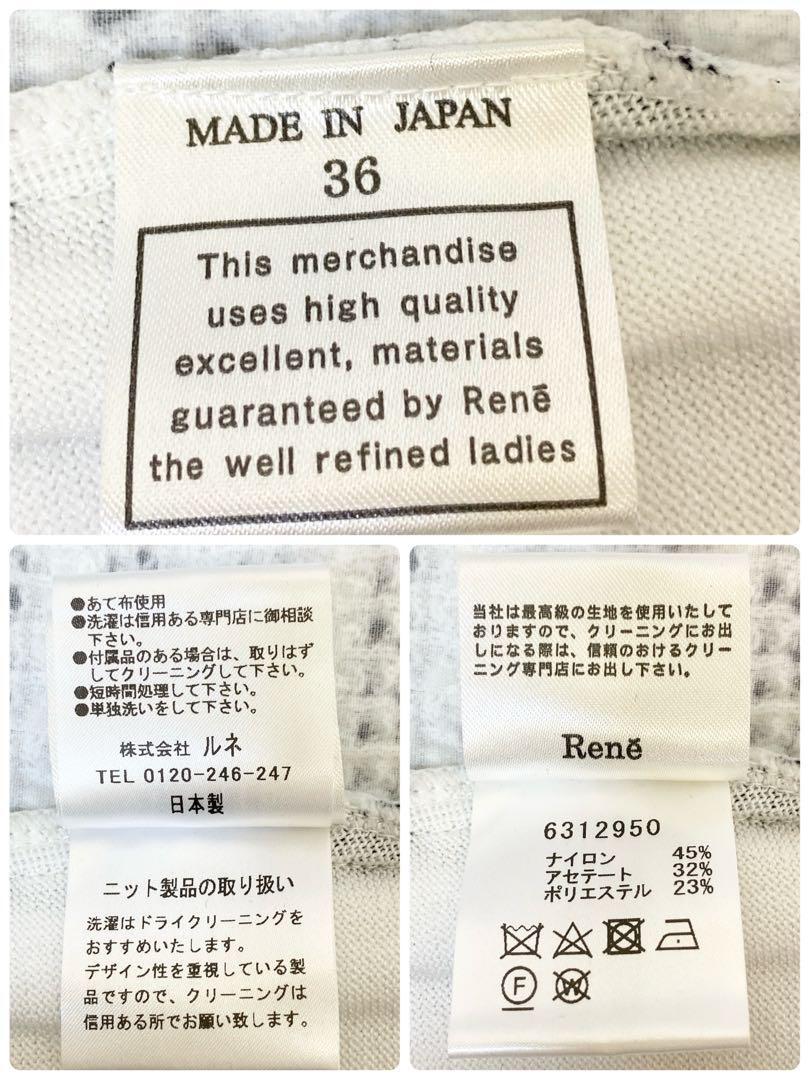 MADE IN JAPAN
36
This merchandise
uses high quality
excellent, materials
guaranteed by Renē
the well refined ladies
●あて布使用
●洗濯は信用ある専門店に御相談
下さい。
●付属品のある場合は、取りはず
してクリーニングして下さい。
●短時間処理して下さい。
●単独洗いをして下さい。
株式会社 ルネ
TEL 0120-246-247
日本製
ニット製品の取り扱い
洗濯はドライクリーニングを
おすすめいたします。
デザイン性を重視している製
品ですので、クリーニングは
信用ある所でお願い致します。
当社は最高級の生地を使用いたして
おりますので、クリーニングにお出
しになる際は、信頼のおけるクリー
ニング専門店にお出し下さい。
Renĕ
6312950
ナイロン 45%
アセテート 32%
ポリエステル 23%
F W